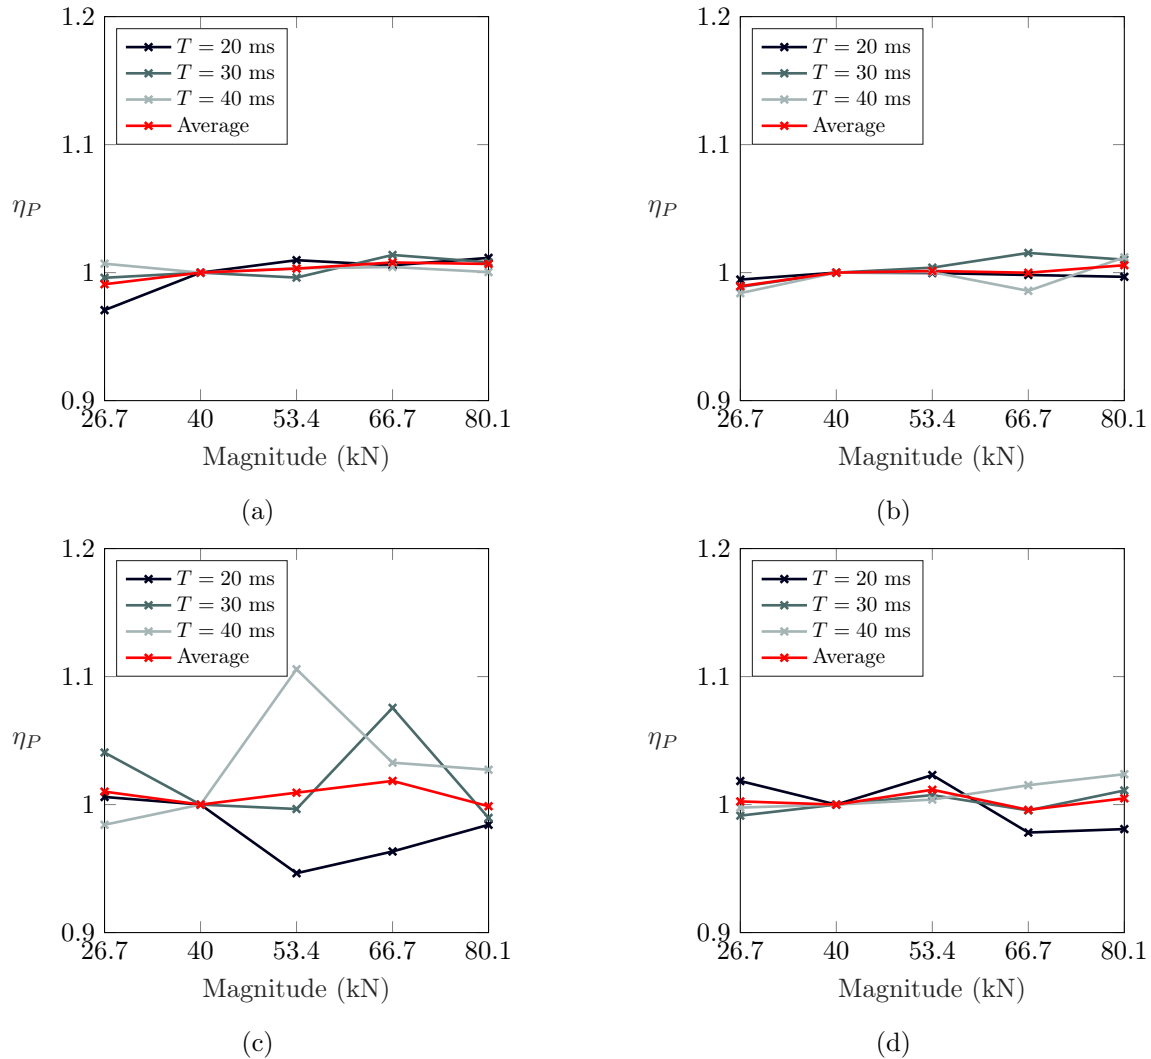 1.2
T = 20 ms
T = 30 ms
T = 40 ms
Average
1.1
η_P
1
0.9
26.7 40 53.4 66.7 80.1
Magnitude (kN)
(a)
1.2
T = 20 ms
T = 30 ms
T = 40 ms
Average
1.1
η_P
1
0.9
26.7 40 53.4 66.7 80.1
Magnitude (kN)
(b)
1.2
T = 20 ms
T = 30 ms
T = 40 ms
Average
1.1
η_P
1
0.9
26.7 40 53.4 66.7 80.1
Magnitude (kN)
(c)
1.2
T = 20 ms
T = 30 ms
T = 40 ms
Average
1.1
η_P
1
0.9
26.7 40 53.4 66.7 80.1
Magnitude (kN)
(d)